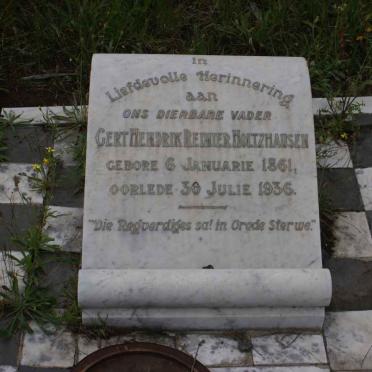 In
Liefdevolle Herinnering
aan
ONS DIERBARE VADER
GERT HENDRIK REINIER HOLTZHAUSEN
GEBORE 6 JANUARIE 1861,
OORLEDE 30 JULIE 1936.
"Die Regverdiges sal in Vrede Sterwe."